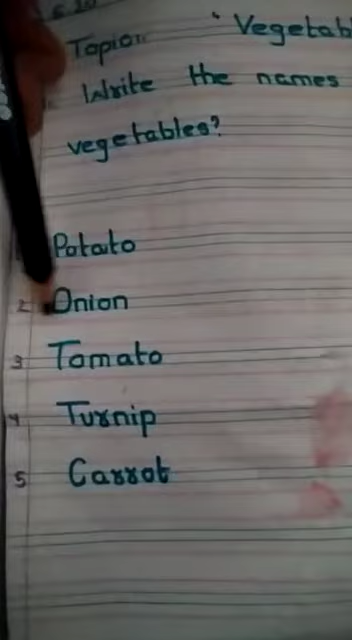 Topic: Vegetab
Write the names
vegetables?
Potato
2 Onion
3 Tomato
4 Turnip
5 Carrot